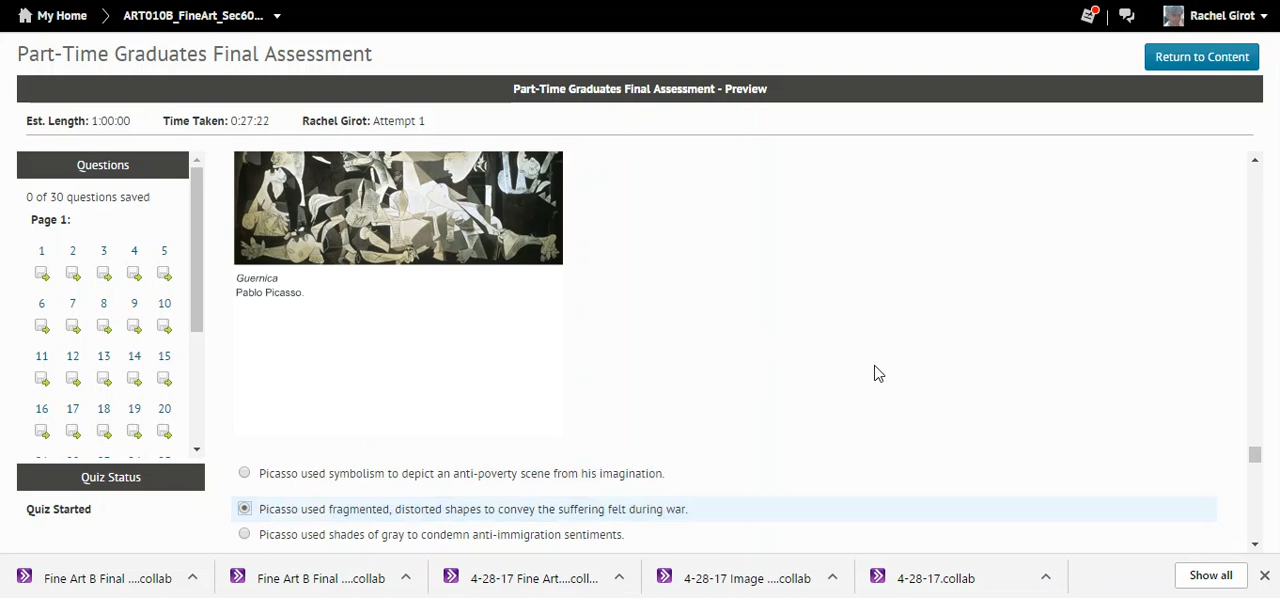 My Home
ART010B_FineArt_Sec60...
Rachel Girot
Part-Time Graduates Final Assessment
Return to Content
Part-Time Graduates Final Assessment - Preview
Est. Length: 1:00:00 Time Taken: 0:27:22 Rachel Girot: Attempt 1
Questions
0 of 30 questions saved
Page 1:
1 2 3 4 5
6 7 8 9 10
11 12 13 14 15
16 17 18 19 20
Quiz Status
Quiz Started
Guernica
Pablo Picasso.
Picasso used symbolism to depict an anti-poverty scene from his imagination.
Picasso used fragmented, distorted shapes to convey the suffering felt during war.
Picasso used shades of gray to condemn anti-immigration sentiments.
Fine Art B Final ....collab
Fine Art B Final ....collab
4-28-17 Fine Art....coll...
4-28-17 Image ....collab
4-28-17.collab
Show all